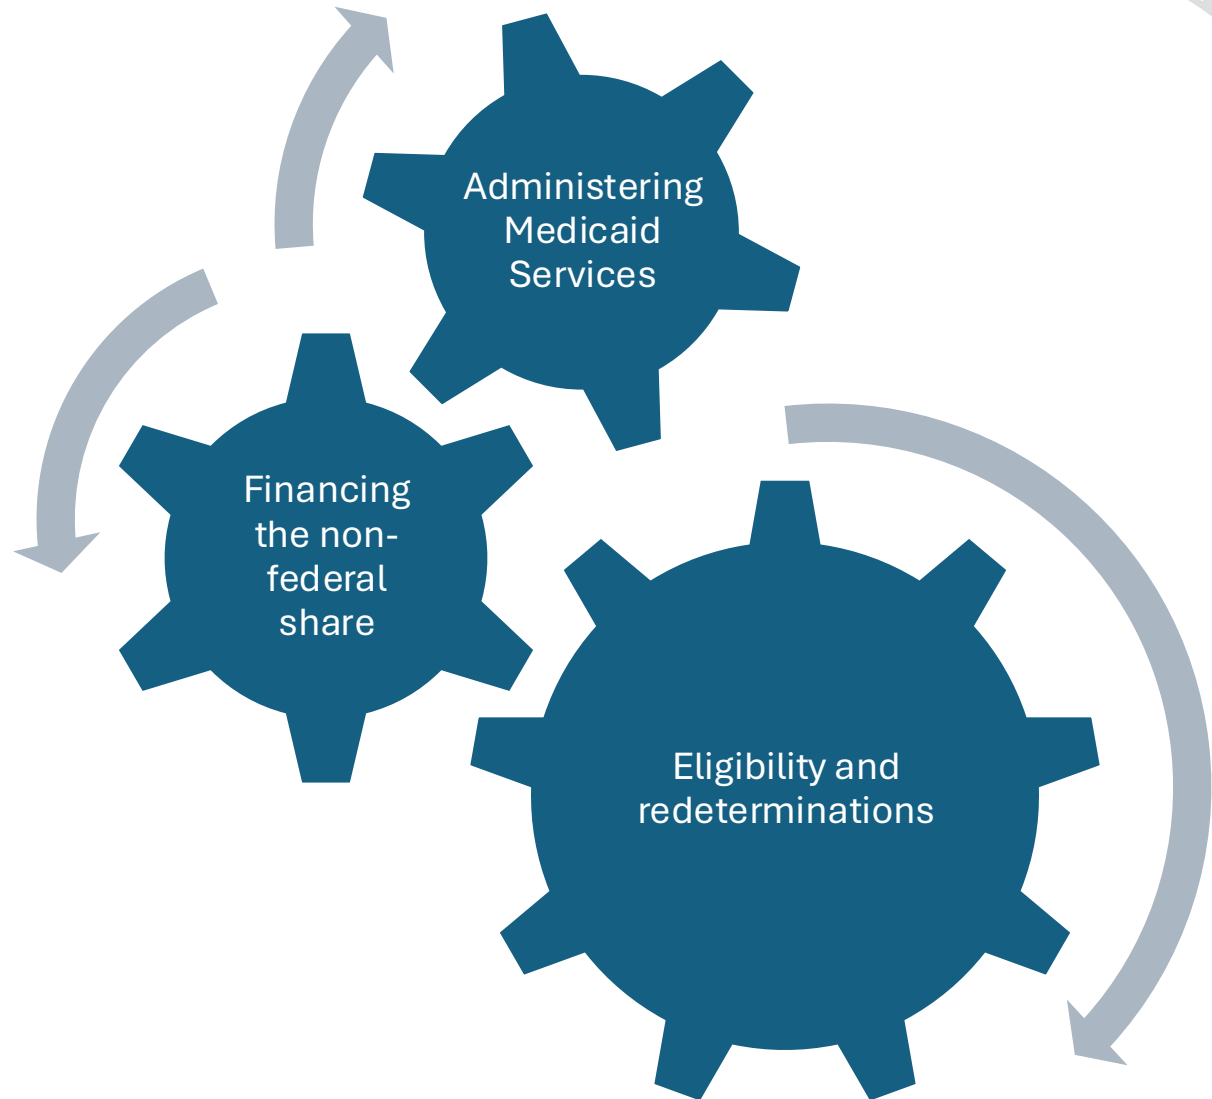 Administering
Medicaid
Services
Financing
the non-
federal
share
Eligibility and
redeterminations